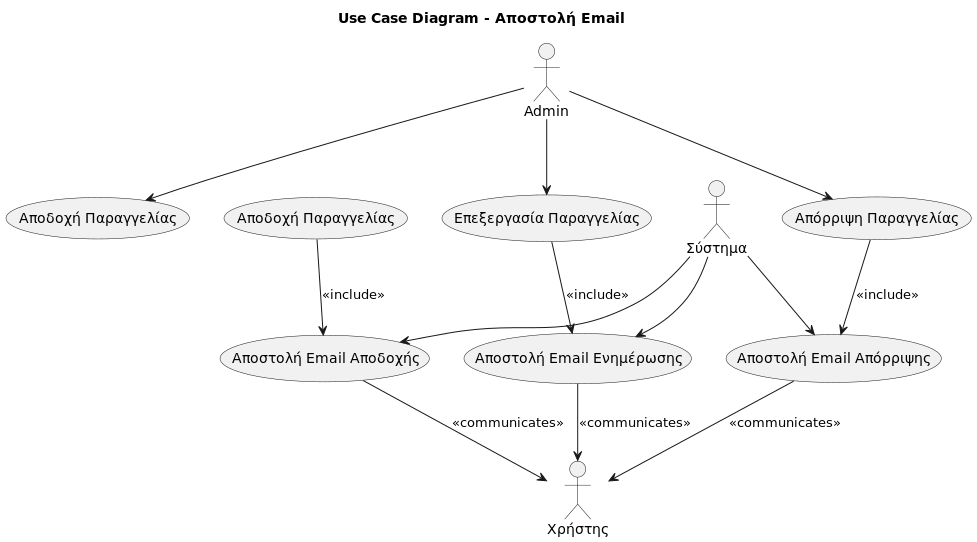 Use Case Diagram - Αποστολή Email
Admin
Αποδοχή Παραγγελίας
Αποδοχή Παραγγελίας
Επεξεργασία Παραγγελίας
Απόρριψη Παραγγελίας
Σύστημα
«include»
«include»
«include»
Αποστολή Email Αποδοχής
Αποστολή Email Ενημέρωσης
Αποστολή Email Απόρριψης
«communicates»
«communicates»
«communicates»
Χρήστης